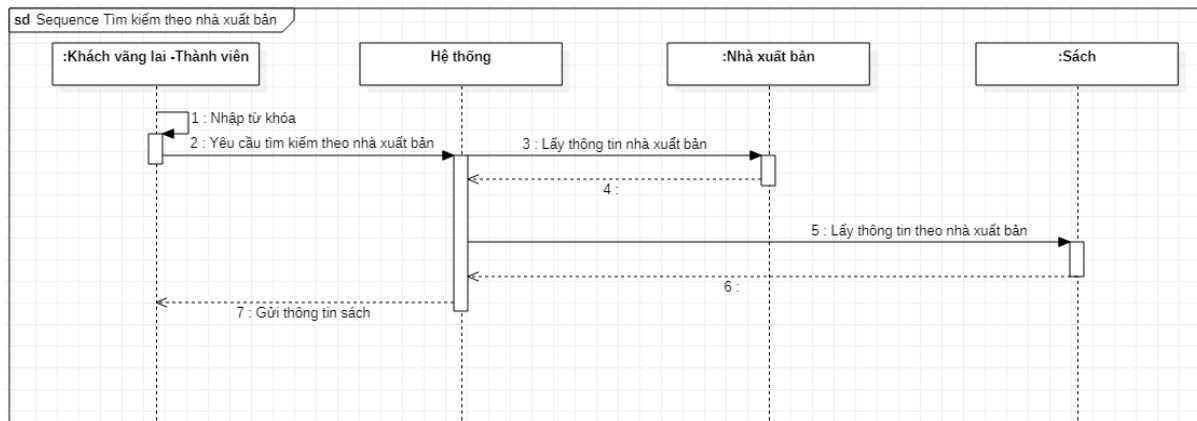 sd Sequence Tìm kiếm theo nhà xuất bản
:Khách vãng lai -Thành viên
Hệ thống
:Nhà xuất bản
:Sách
1 : Nhập từ khóa
2 : Yêu cầu tìm kiếm theo nhà xuất bản
3 : Lấy thông tin nhà xuất bản
4 :
5 : Lấy thông tin theo nhà xuất bản
6 :
7 : Gửi thông tin sách